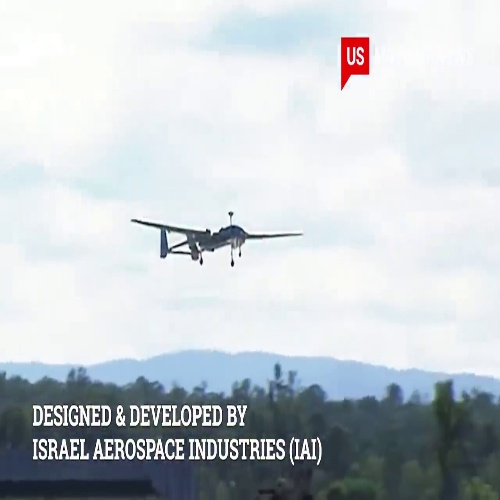 US
DESIGNED & DEVELOPED BY
ISRAEL AEROSPACE INDUSTRIES (IAI)